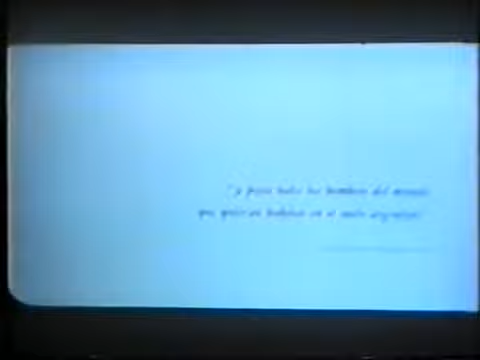 "y para todos los hombres del mundo
que quieran habitar en el suelo argentino"